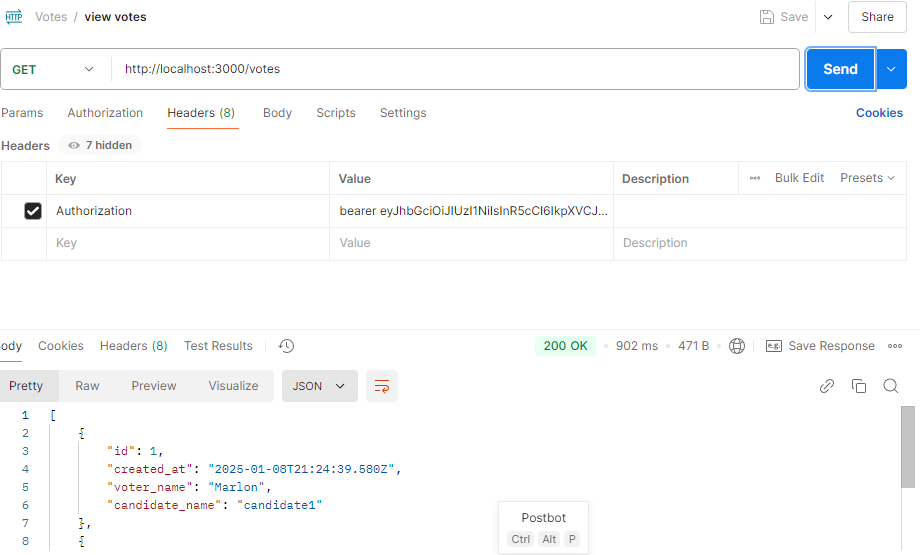 HTTP Votes / view votes Save Share
GET http://localhost:3000/votes Send
Params Authorization Headers (8) Body Scripts Settings Cookies
Headers 7 hidden
Key Value Description Bulk Edit Presets
Authorization bearer eyJhbGciOiJIUzI1NiIsInR5cCI6IkpXVCJ...
Key Value Description
ody Cookies Headers (8) Test Results 200 OK 902 ms 471 B e.g. Save Response
Pretty Raw Preview Visualize JSON
1 [
2 {
3 "id": 1,
4 "created_at": "2025-01-08T21:24:39.580Z",
5 "voter_name": "Marlon",
6 "candidate_name": "candidate1"
7 },
8 {
Postbot
Ctrl Alt P